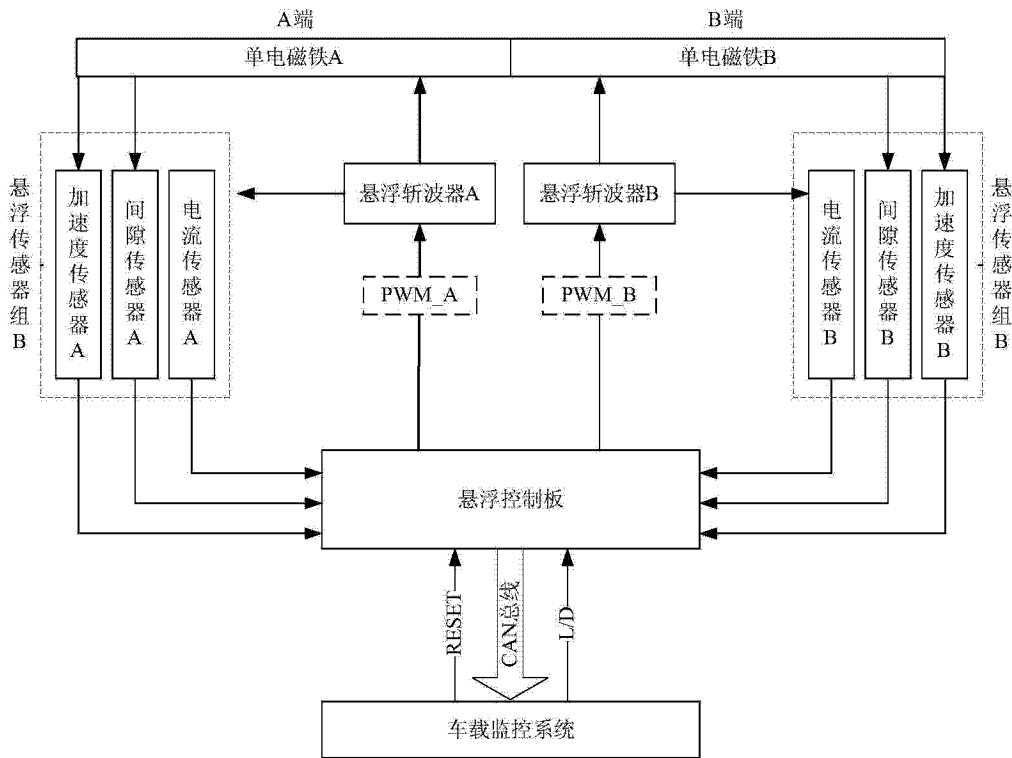 A端
B端
单电磁铁A
单电磁铁B
悬浮传感器组B
加速度传感器A
间隙传感器A
电流传感器A
悬浮斩波器A
悬浮斩波器B
电流传感器B
间隙传感器B
加速度传感器B
悬浮传感器组B
PWM_A
PWM_B
悬浮控制板
RESET
CAN总线
L/D
车载监控系统